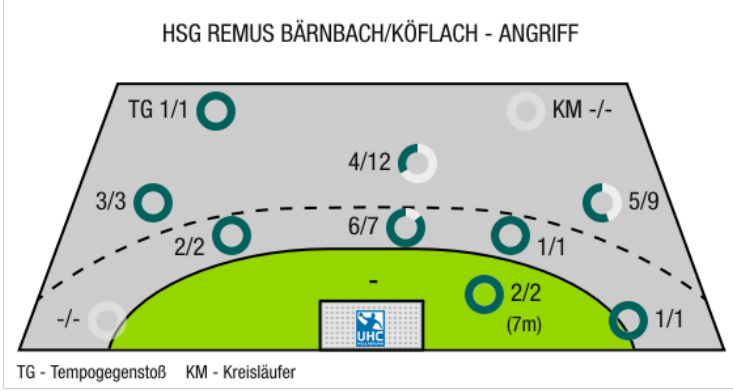 HSG REMUS BÄRNBACH/KÖFLACH - ANGRIFF
TG 1/1
KM -/-
4/12
3/3
5/9
6/7
2/2
1/1
-
2/2
(7m)
-/-
1/1
UHC
TG - Tempogegenstoß KM - Kreisläufer